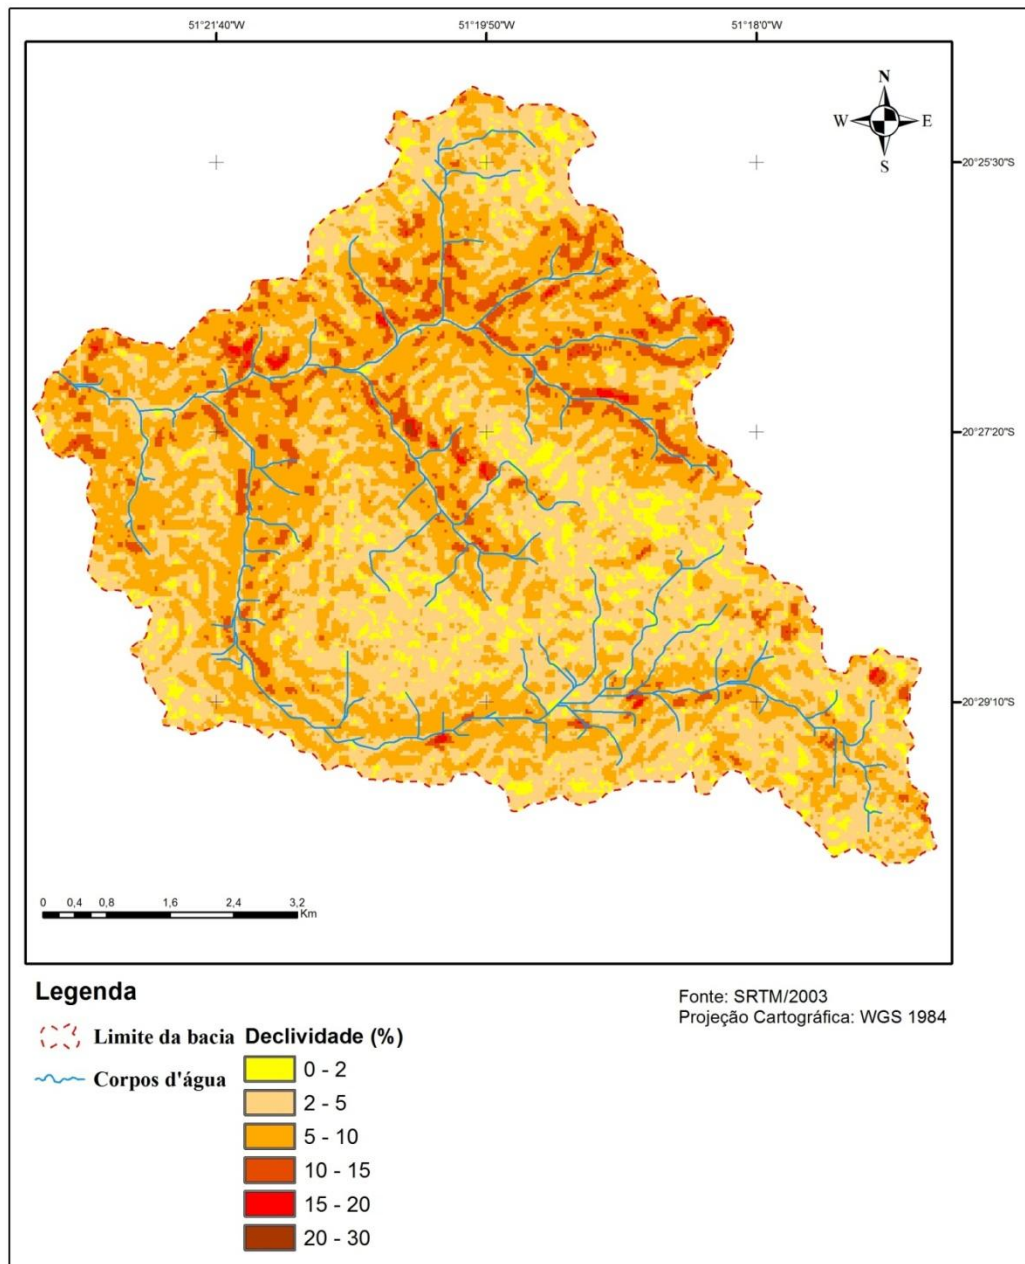 51°21'40"W 51°19'50"W 51°18'0"W
N
W E
S
20°25'30"S
20°27'20"S
20°29'10"S
0 0,4 0,8 1,6 2,4 3,2
Km
Legenda
Limite da bacia
Corpos d'água
Declividade (%)
0 - 2
2 - 5
5 - 10
10 - 15
15 - 20
20 - 30
Fonte: SRTM/2003
Projeção Cartográfica: WGS 1984